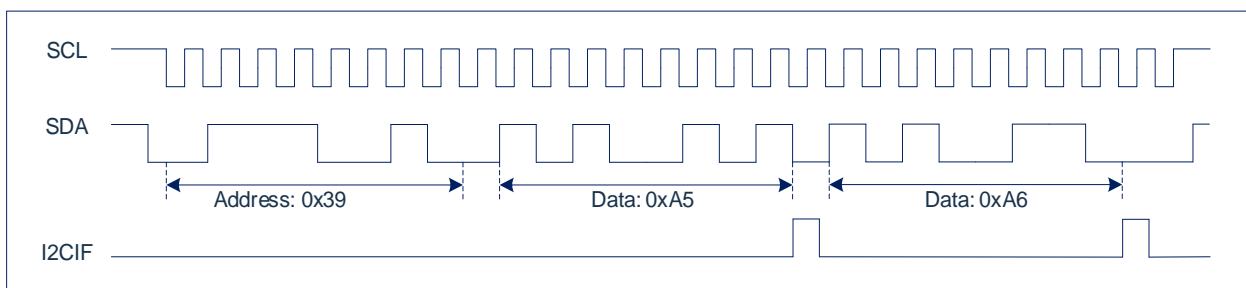 SCL
SDA
Address: 0x39 Data: 0xA5 Data: 0xA6
I2CIF